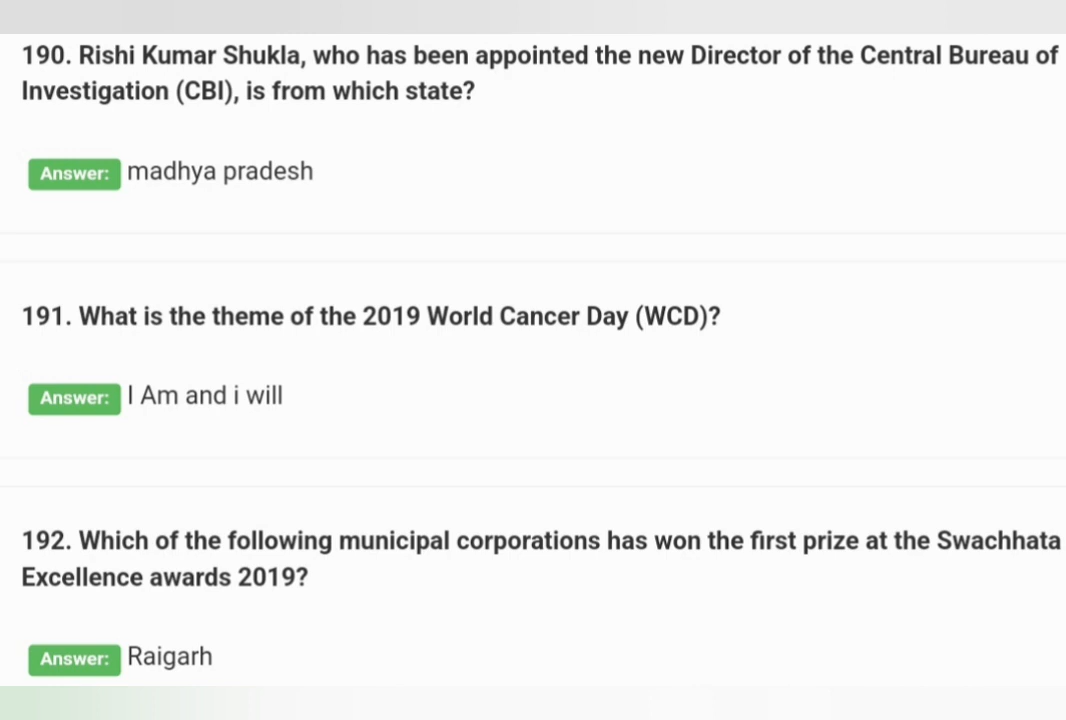 190. Rishi Kumar Shukla, who has been appointed the new Director of the Central Bureau of
Investigation (CBI), is from which state?
Answer: madhya pradesh
191. What is the theme of the 2019 World Cancer Day (WCD)?
Answer: I Am and i will
192. Which of the following municipal corporations has won the first prize at the Swachhata
Excellence awards 2019?
Answer: Raigarh